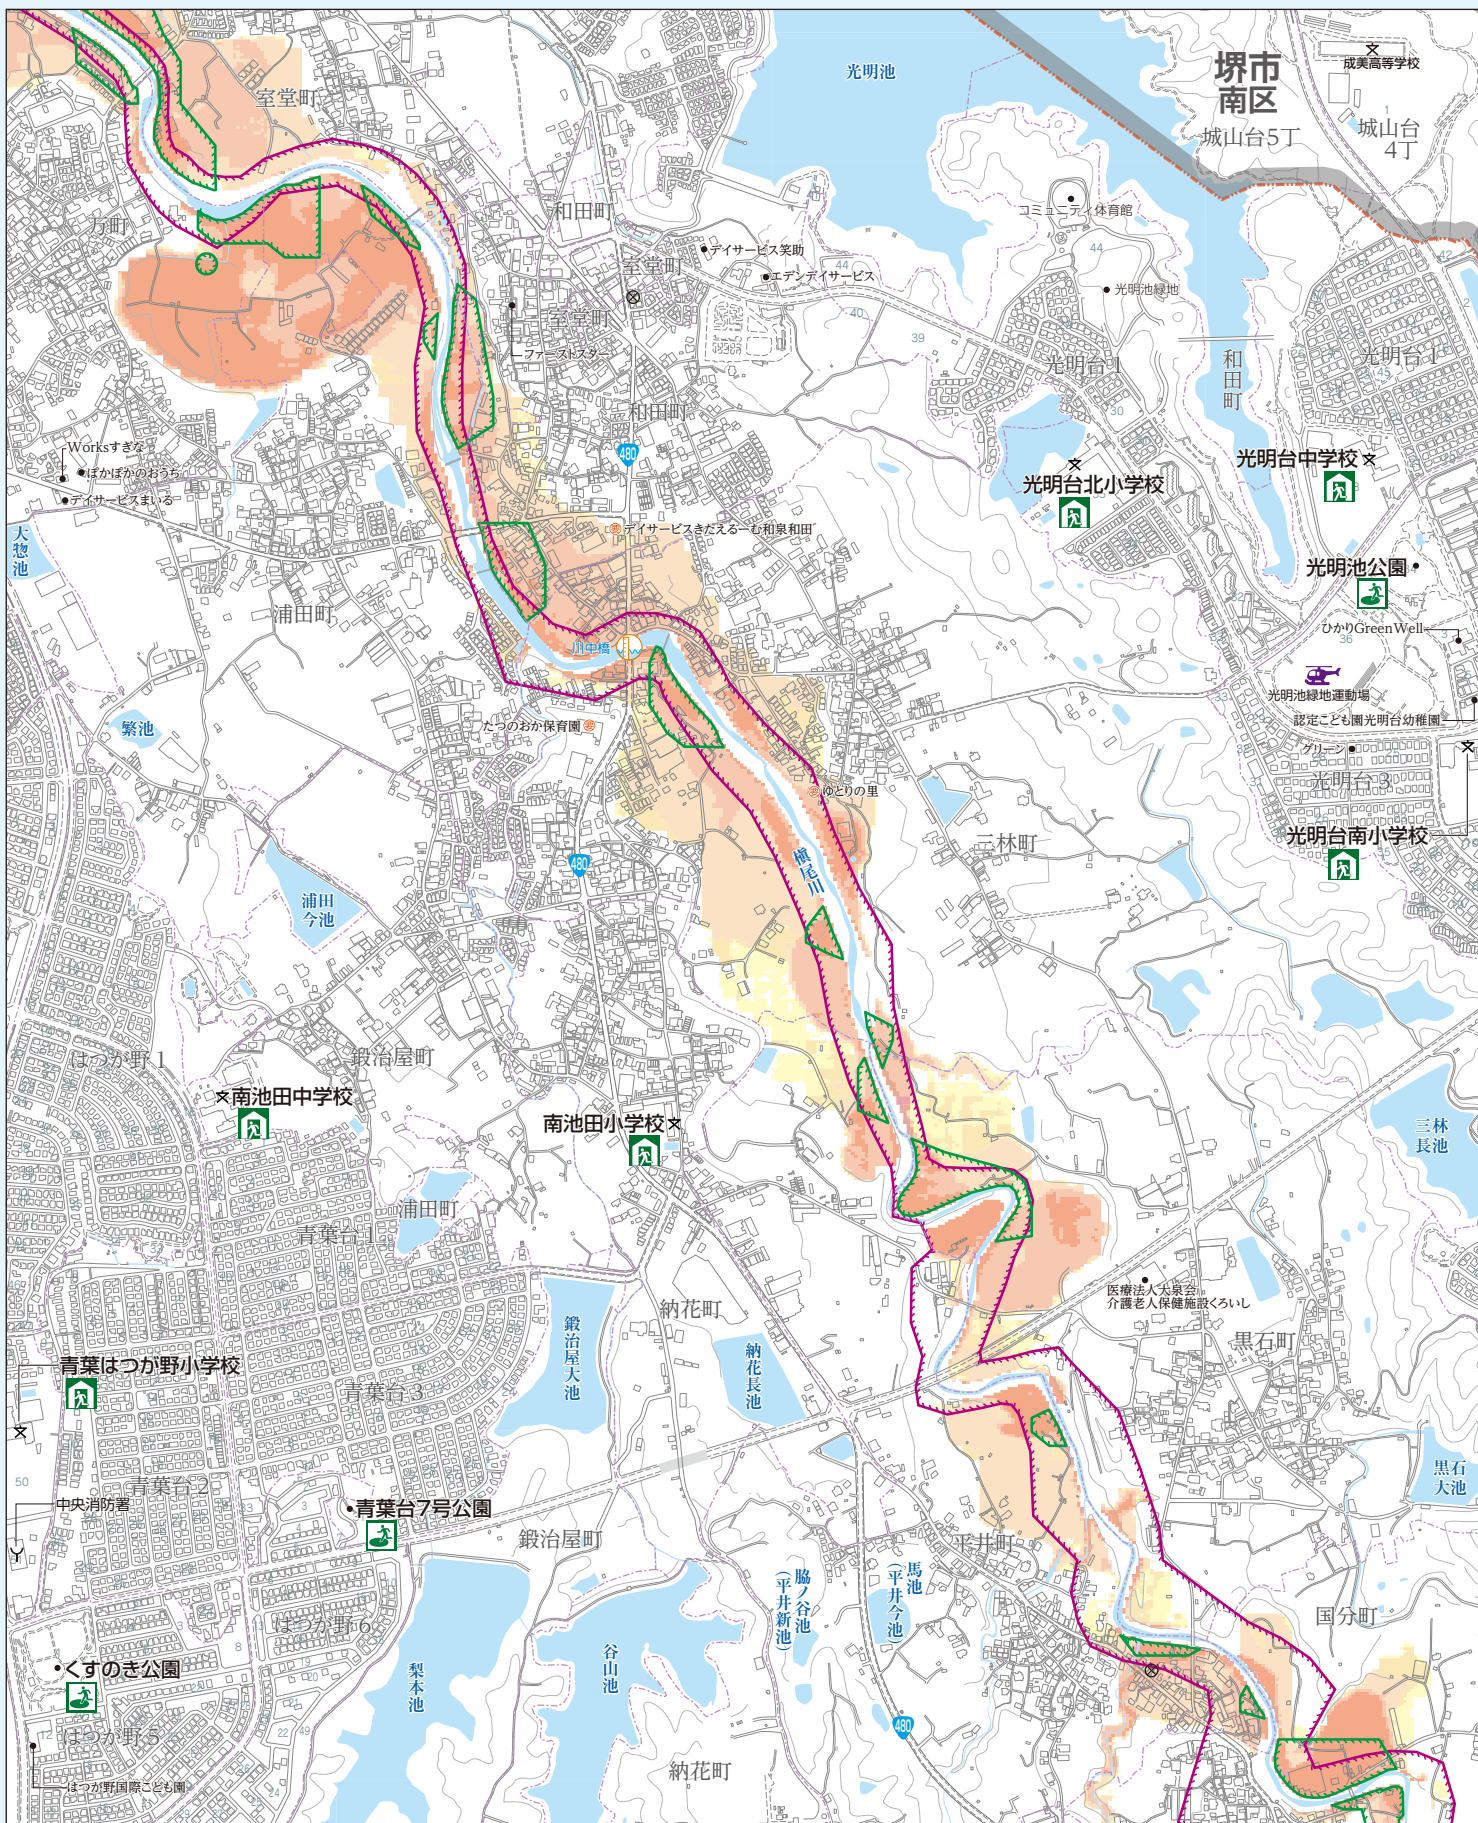 光明池
堺市
南区
成美高等学校
城山台5丁
城山台
4丁
室堂町
万町
和田町
コミュニティ体育館
デイサービス笑助
エデンデイサービス
室堂町
室堂町
光明池緑地
ファーストスター
光明台1
和田町
光明台1
和田町
480
Worksすぎな
ぽかぽかのおうち
デイサービスまいる
光明台北小学校
光明台中学校
大惣池
デイサービスきたえるーむ和泉和田
光明池公園
浦田町
ひかりGreenWell
川中橋
光明池緑地運動場
認定こども園光明台幼稚園
たつのおか保育園
繁池
グリーン
光明台3
ゆとりの里
三林町
光明台南小学校
480
槇尾川
浦田
今池
はつが野1
鍛治屋町
南池田中学校
南池田小学校
三林
長池
浦田町
青葉台1
医療法人大泉会
介護老人保健施設くろいし
納花町
黒石町
鍛治屋大池
納花長池
青葉はつが野小学校
青葉台3
黒石
大池
青葉台2
中央消防署
青葉台7号公園
鍛治屋町
平井町
馬池
(平井今池)
脇ノ谷池
(平井新池)
国分町
はつが野6
くすのき公園
梨本池
谷山池
480
はつが野5
納花町
はつが野国際こども園